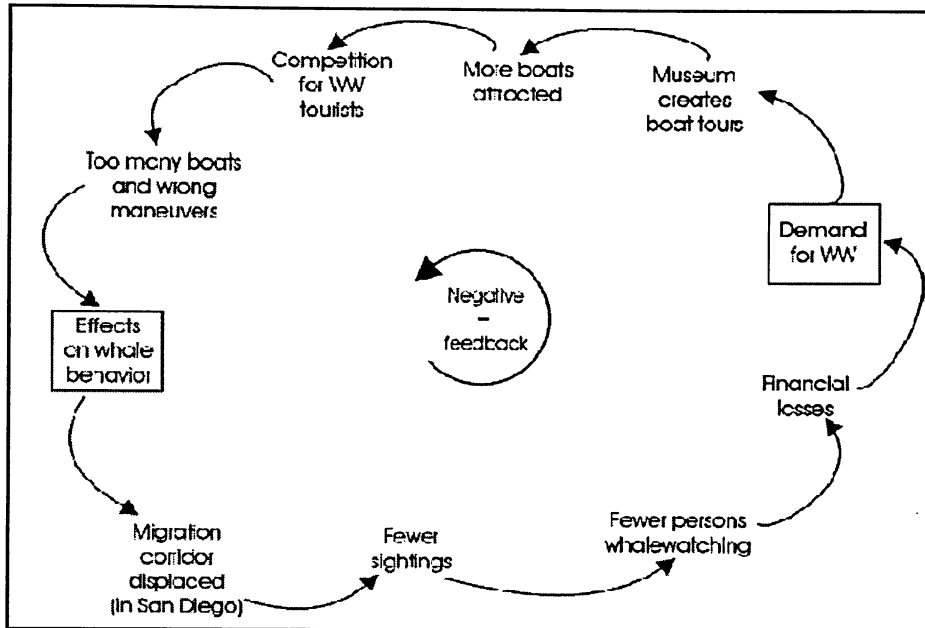 Demand
for WW
Museum
creates
boat tours
More boats
attracted
Competition
for WW
tourists
Too many boats
and wrong
maneuvers
Effects
on whale
behavior
Migration
corridor
displaced
(in San Diego)
Fewer
sightings
Fewer persons
whalewatching
Financial
losses
Negative
–
feedback